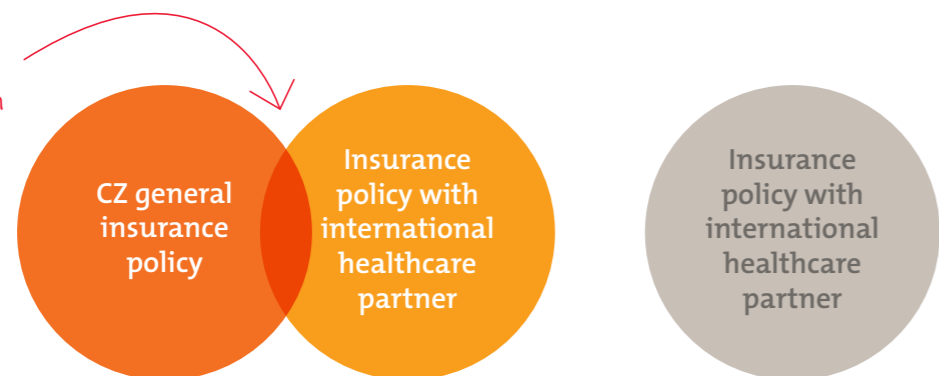 CZ general
insurance
policy
Insurance
policy with
international
healthcare
partner
Insurance
policy with
international
healthcare
partner